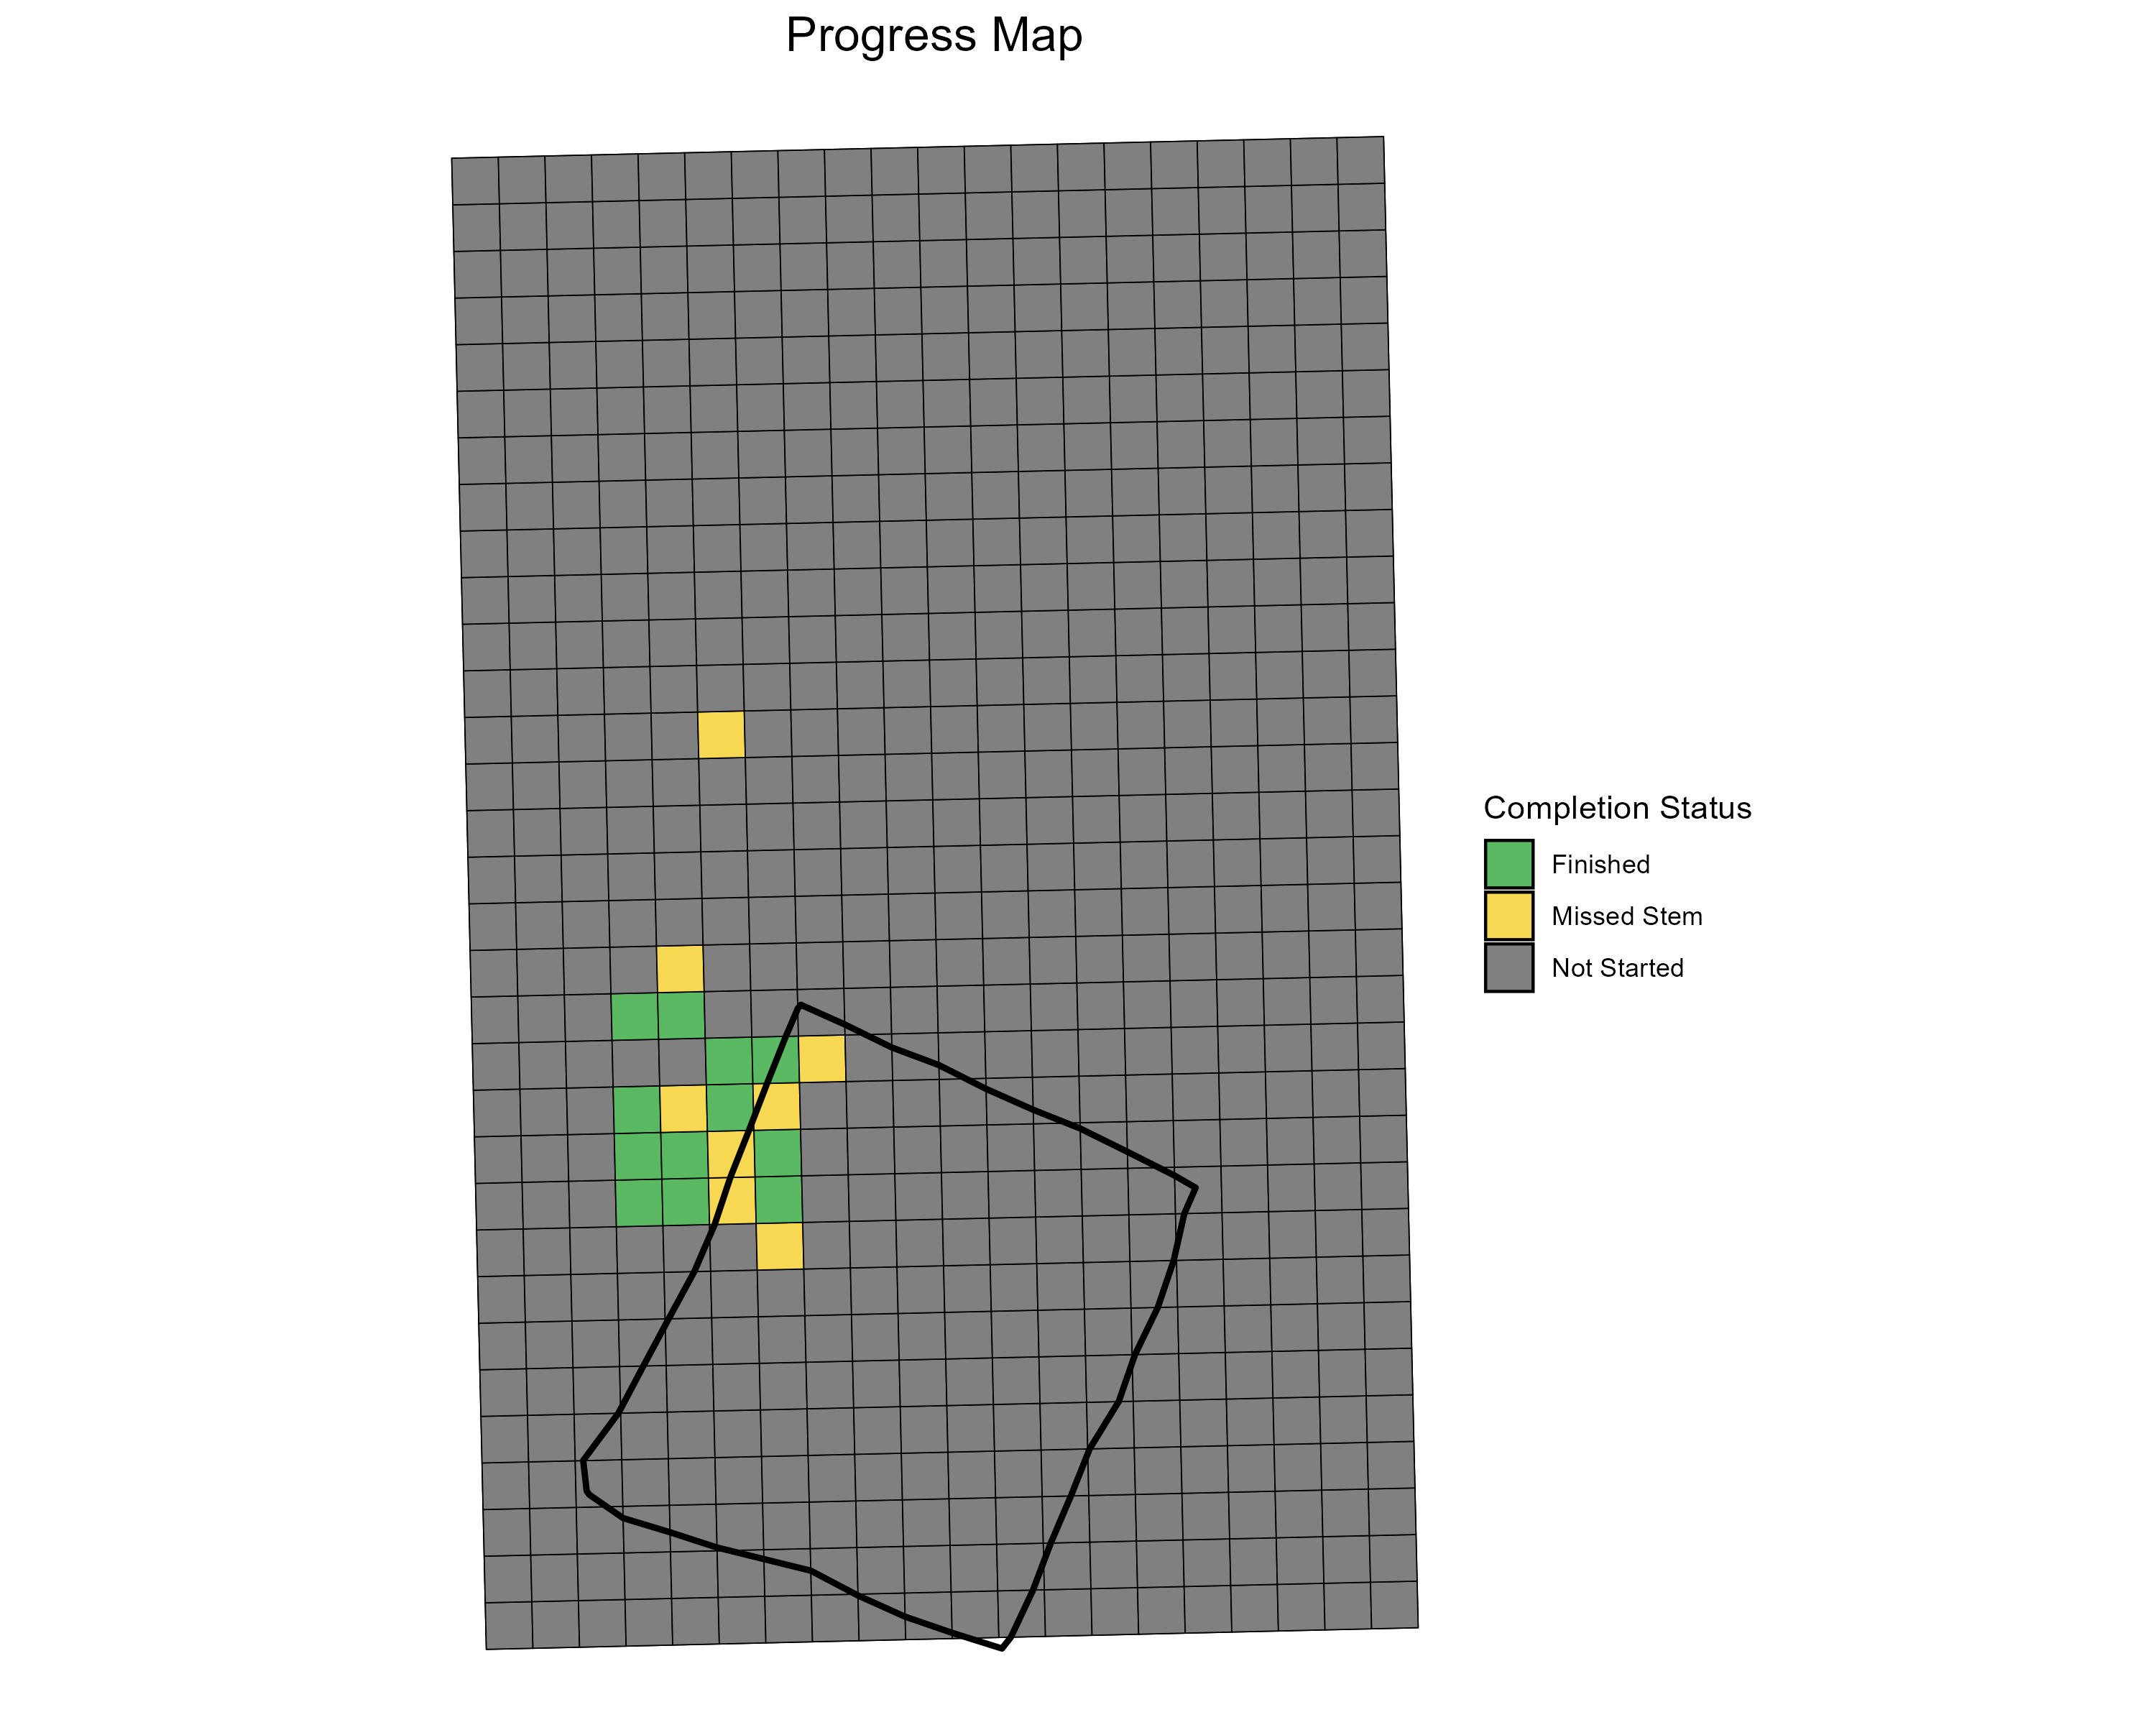 Progress Map
Completion Status
Finished
Missed Stem
Not Started